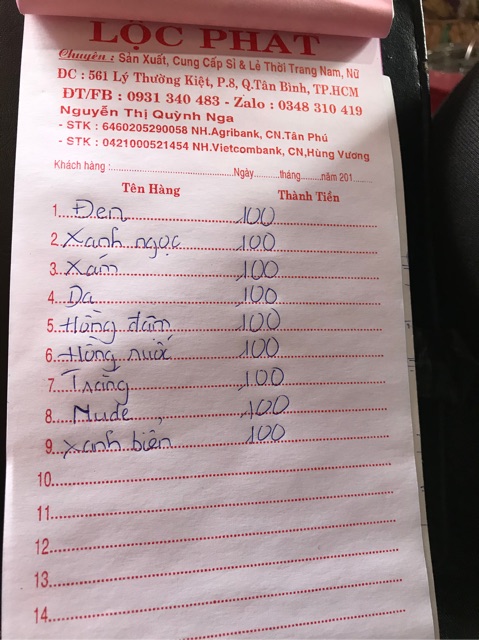 LỘC PHÁT
Chuyên : Sản Xuất, Cung Cấp Sỉ & Lẻ Thời Trang Nam, Nữ
ĐC : 561 Lý Thường Kiệt, P.8, Q.Tân Bình, TP.HCM
ĐT/FB : 0931 340 483 - Zalo : 0348 310 419
Nguyễn Thị Quỳnh Nga
- STK : 6460205290058 NH.Agribank, CN.Tân Phú
- STK : 0421000521454 NH.Vietcombank, CN,Hùng Vương
Khách hàng :..........Ngày..........tháng.........năm 201......
Tên Hàng Thành Tiền
1. Đen 100
2. Xanh ngọc 100
3. Xám 100
4. Da 100
5. Hồng đậm 100
6. Hồng nuốc 100
7. Trắng 100
8. Nude 100
9. Xanh biên 100
10.
11.
12.
13.
14.